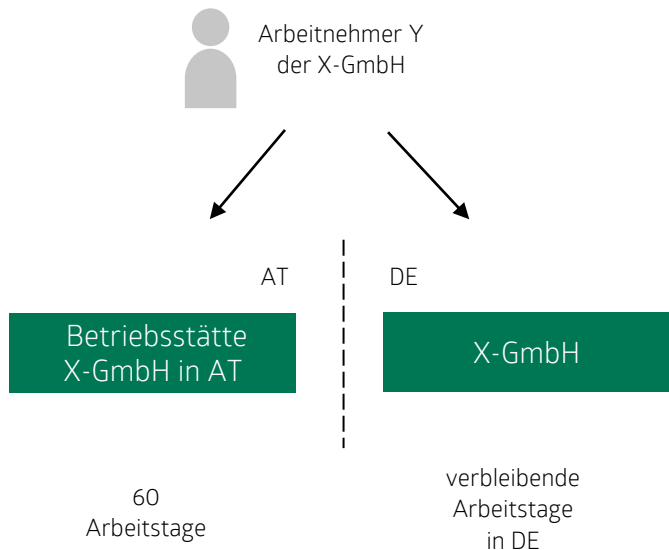 Arbeitnehmer Y
der X-GmbH
AT
DE
Betriebsstätte
X-GmbH in AT
X-GmbH
60
Arbeitstage
verbleibende
Arbeitstage
in DE